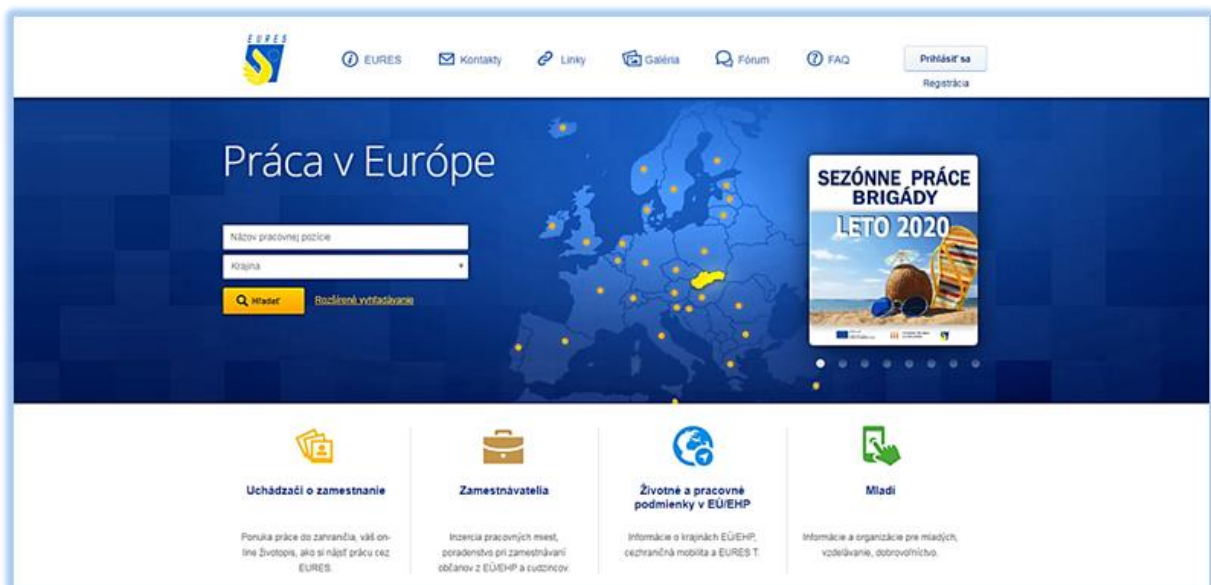 EURES
EURES
Kontakty
Linky
Galéria
Fórum
FAQ
Prihlásiť sa
Registrácia
Práca v Európe
Názov pracovnej pozície
Krajina
Hľadať
Rozšírené vyhľadávanie
SEZÓNNE PRÁCE
BRIGÁDY
LETO 2020
Uchádzači o zamestnanie
Ponuka práce do zahraničia, váš on-
line životopis, ako si nájsť prácu cez
EURES.
Zamestnávatelia
Inzercia pracovných miest,
poradenstvo pri zamestnávaní
občanov z EÚ/EHP a cudzincov.
Životné a pracovné
podmienky v EÚ/EHP
Informácie o krajinách EÚ/EHP,
cezhraničná mobilita a EURES T.
Mladí
Informácie a organizácie pre mladých,
vzdelávanie, dobrovoľníctvo.